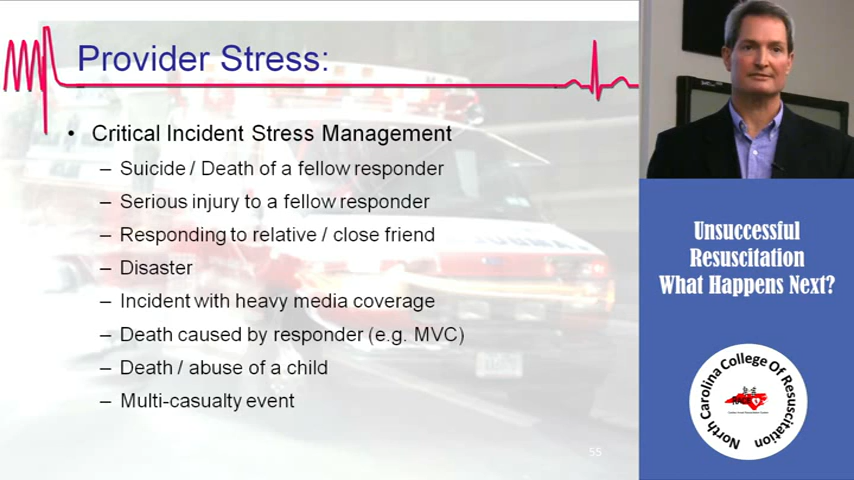 Provider Stress:
• Critical Incident Stress Management
– Suicide / Death of a fellow responder
– Serious injury to a fellow responder
– Responding to relative / close friend
– Disaster
– Incident with heavy media coverage
– Death caused by responder (e.g. MVC)
– Death / abuse of a child
– Multi-casualty event
55
Unsuccessful
Resuscitation
What Happens Next?
North Carolina College Of Resuscitation